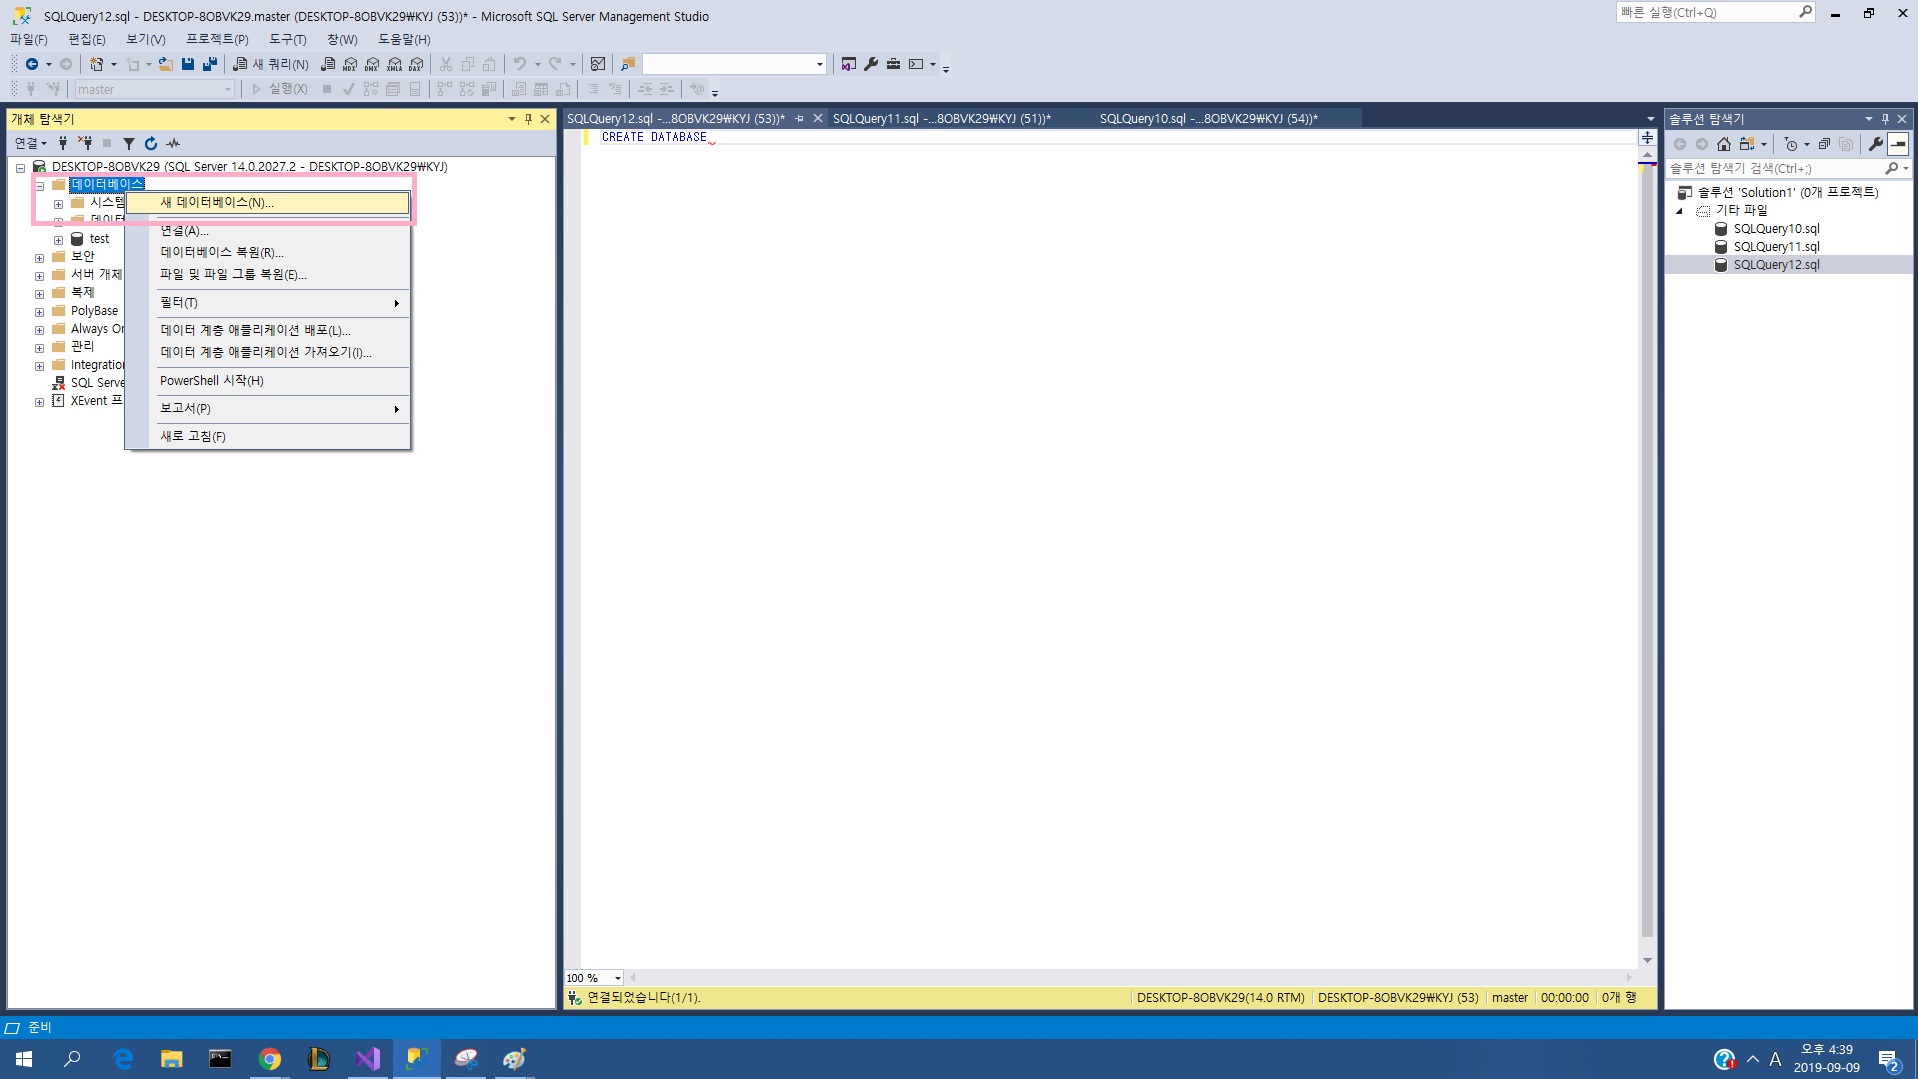 SQLQuery12.sql - DESKTOP-8OBVK29.master (DESKTOP-8OBVK29₩KYJ (53))* - Microsoft SQL Server Management Studio
빠른 실행(Ctrl+Q)
파일(F) 편집(E) 보기(V) 프로젝트(P) 도구(T) 창(W) 도움말(H)
새 쿼리(N) MDX DMX XMLA DAX
master 실행(X)
개체 탐색기
연결
DESKTOP-8OBVK29 (SQL Server 14.0.2027.2 - DESKTOP-8OBVK29₩KYJ)
데이터베이스
시스템
데이터
test
보안
서버 개체
복제
PolyBase
Always On
관리
Integration
SQL Serve
XEvent 프
새 데이터베이스(N)...
연결(A)...
데이터베이스 복원(R)...
파일 및 파일 그룹 복원(E)...
필터(T)
데이터 계층 애플리케이션 배포(L)...
데이터 계층 애플리케이션 가져오기(I)...
PowerShell 시작(H)
보고서(P)
새로 고침(F)
SQLQuery12.sql -...8OBVK29₩KYJ (53))* SQLQuery11.sql -...8OBVK29₩KYJ (51))* SQLQuery10.sql -...8OBVK29₩KYJ (54))*
CREATE DATABASE
100 %
연결되었습니다(1/1). DESKTOP-8OBVK29(14.0 RTM) DESKTOP-8OBVK29₩KYJ (53) master 00:00:00 0개 행
솔루션 탐색기
솔루션 탐색기 검색(Ctrl+;)
솔루션 'Solution1' (0개 프로젝트)
기타 파일
SQLQuery10.sql
SQLQuery11.sql
SQLQuery12.sql
준비
A
오후 4:39
2019-09-09
2